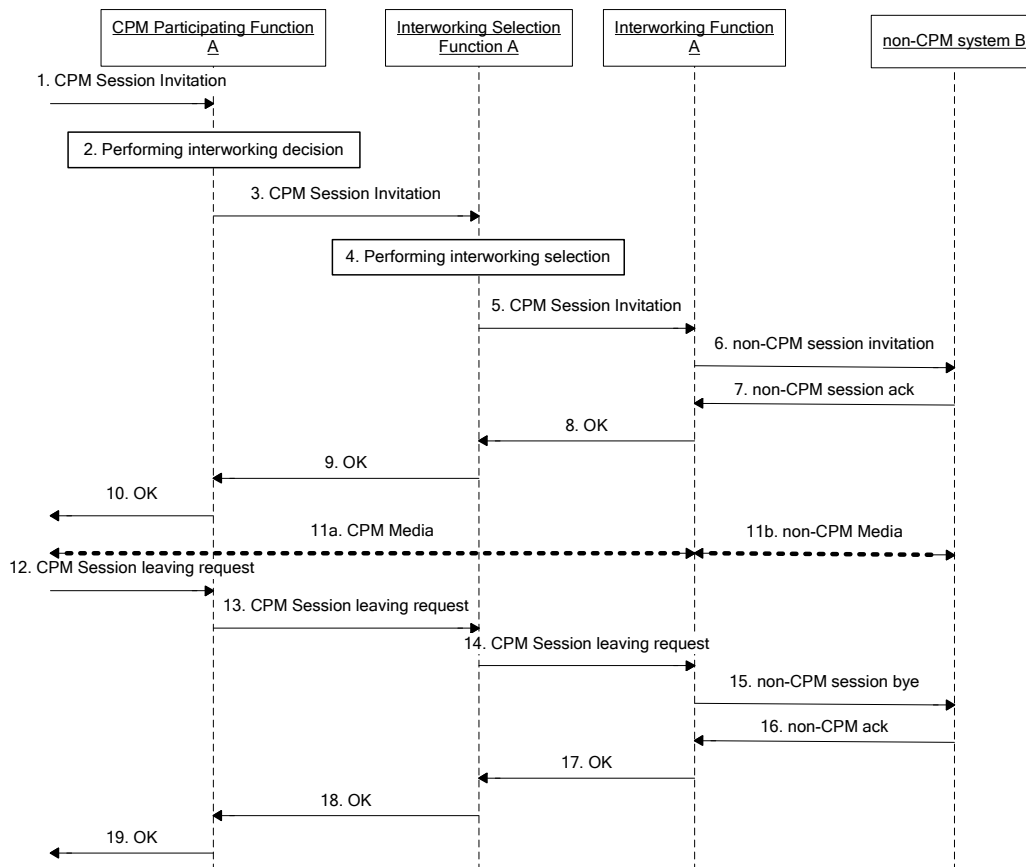 CPM Participating Function
A
Interworking Selection
Function A
Interworking Function
A
non-CPM system B
1. CPM Session Invitation
2. Performing interworking decision
3. CPM Session Invitation
4. Performing interworking selection
5. CPM Session Invitation
6. non-CPM session invitation
7. non-CPM session ack
8. OK
9. OK
10. OK
11a. CPM Media
11b. non-CPM Media
12. CPM Session leaving request
13. CPM Session leaving request
14. CPM Session leaving request
15. non-CPM session bye
16. non-CPM ack
17. OK
18. OK
19. OK